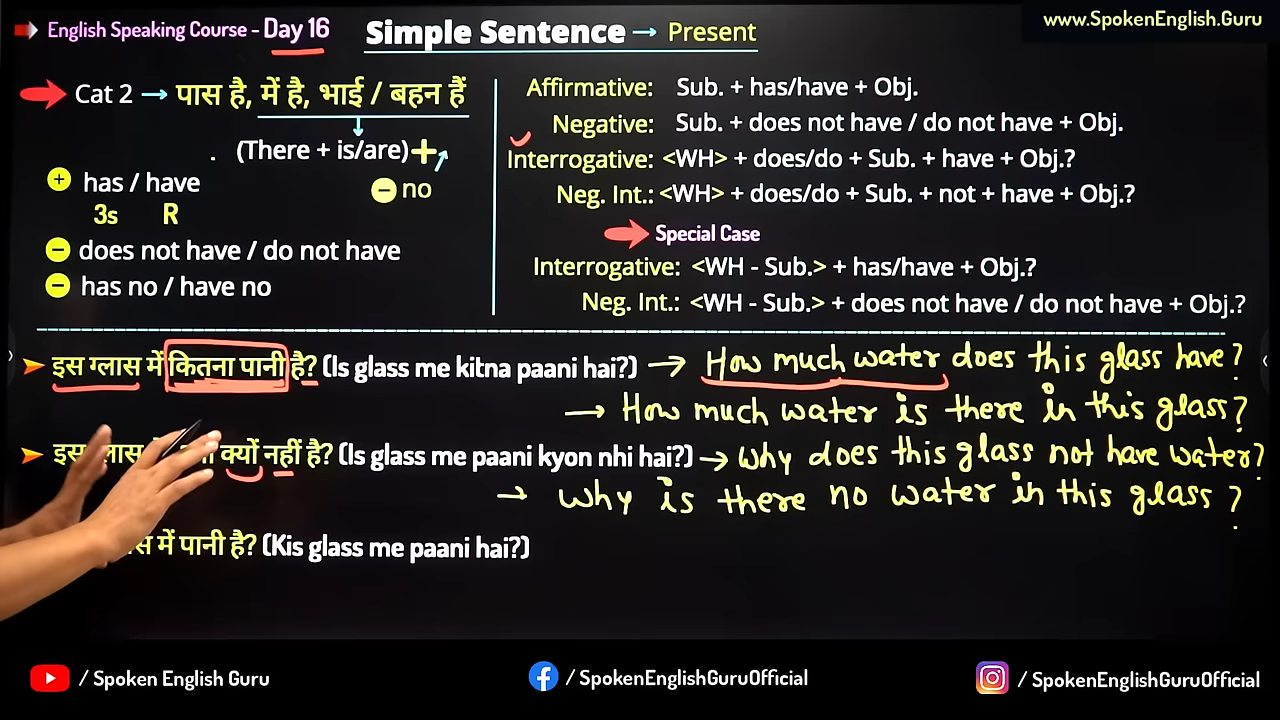 English Speaking Course - Day 16
Simple Sentence → Present
www.SpokenEnglish.Guru
Cat 2 → पास है, में है, भाई / बहन हैं
. (There + is/are) +
− no
+ has / have
3s R
− does not have / do not have
− has no / have no
Affirmative: Sub. + has/have + Obj.
Negative: Sub. + does not have / do not have + Obj.
Interrogative: <WH> + does/do + Sub. + have + Obj.?
Neg. Int.: <WH> + does/do + Sub. + not + have + Obj.?
Special Case
Interrogative: <WH - Sub.> + has/have + Obj.?
Neg. Int.: <WH - Sub.> + does not have / do not have + Obj.?
इस ग्लास में कितना पानी है? (Is glass me kitna paani hai?) → How much water does this glass have?
→ How much water is there in this glass?
क्यों नहीं है? (Is glass me paani kyon nhi hai?) → Why does this glass not have water?
→ Why is there no water in this glass?
में पानी है? (Kis glass me paani hai?)
/ Spoken English Guru
/ SpokenEnglishGuruOfficial
/ SpokenEnglishGuruOfficial